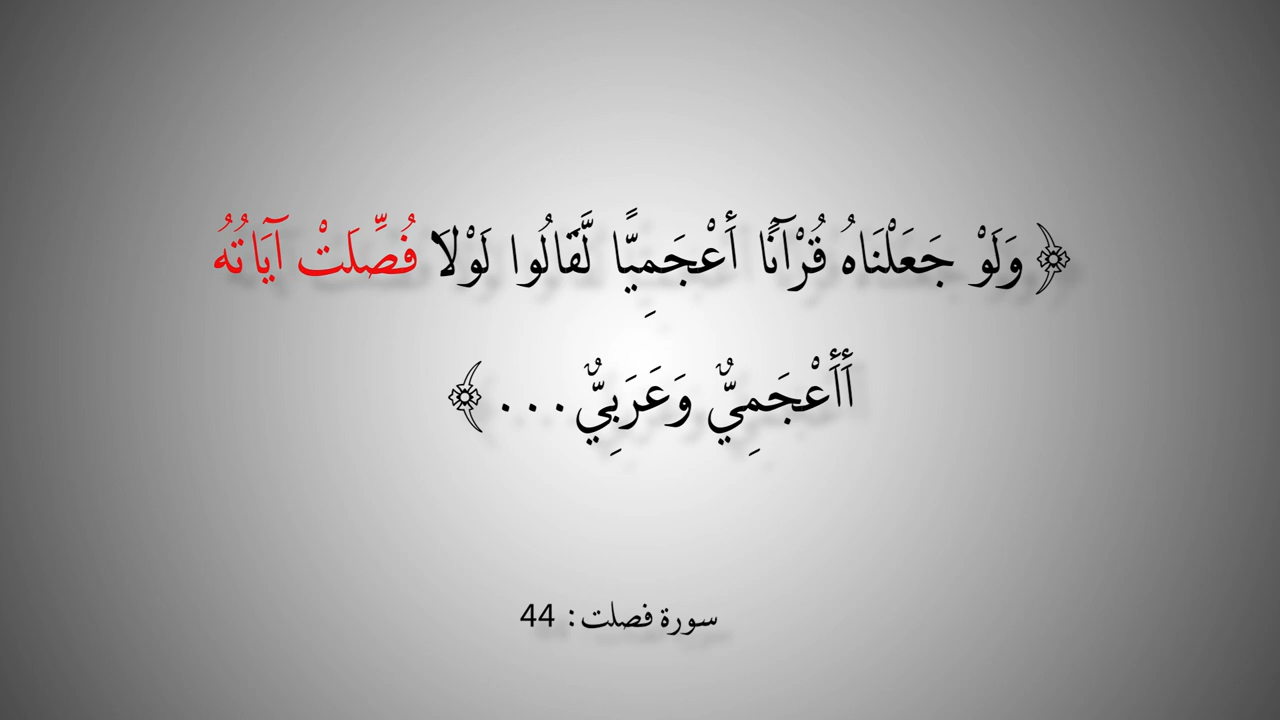 ﴿ وَلَوْ جَعَلْنَاهُ قُرْآنًا أَعْجَمِيًّا لَّقَالُوا لَوْلَا فُصِّلَتْ آيَاتُهُ
أَأَعْجَمِيٌّ وَعَرَبِيٌّ... ﴾
سورة فصلت: 44